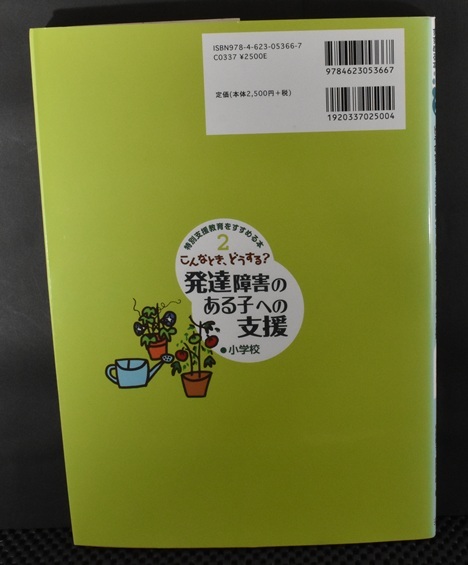 ISBN978-4-623-05366-7
C0337 ¥2500E
9784623053667
定価(本体2,500円+税)
1920337025004
特別支援教育をすすめる本
2
こんなとき、どうする?
発達障害の
ある子への
支援
●小学校